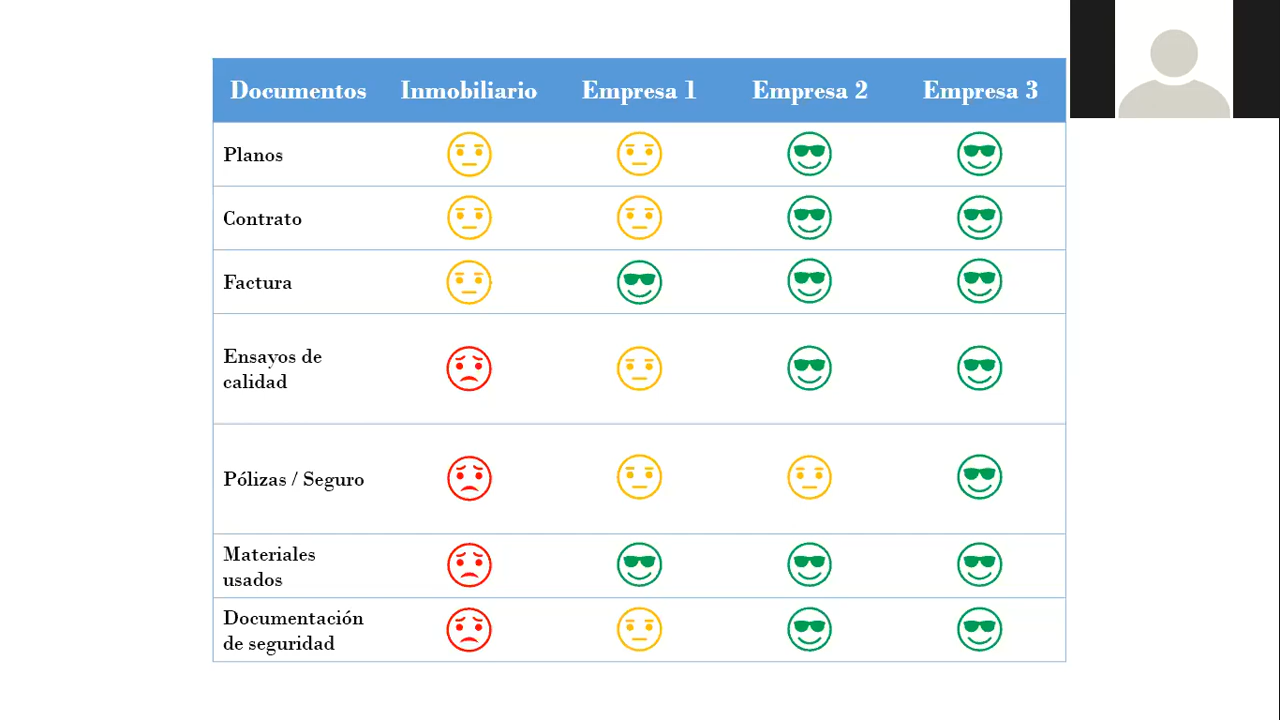 Documentos Inmobiliario Empresa 1 Empresa 2 Empresa 3
Planos
Contrato
Factura
Ensayos de
calidad
Pólizas / Seguro
Materiales
usados
Documentación
de seguridad